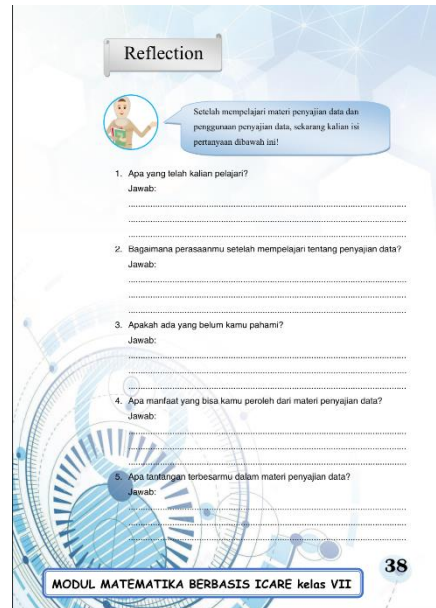 Reflection
Setelah mempelajari materi penyajian data dan
penggunaan penyajian data, sekarang kalian isi
pertanyaan dibawah ini!
1. Apa yang telah kalian pelajari?
Jawab:
2. Bagaimana perasaanmu setelah mempelajari tentang penyajian data?
Jawab:
3. Apakah ada yang belum kamu pahami?
Jawab:
4. Apa manfaat yang bisa kamu peroleh dari materi penyajian data?
Jawab:
5. Apa tantangan terbesarmu dalam materi penyajian data?
Jawab:
38
MODUL MATEMATIKA BERBASIS ICARE kelas VII